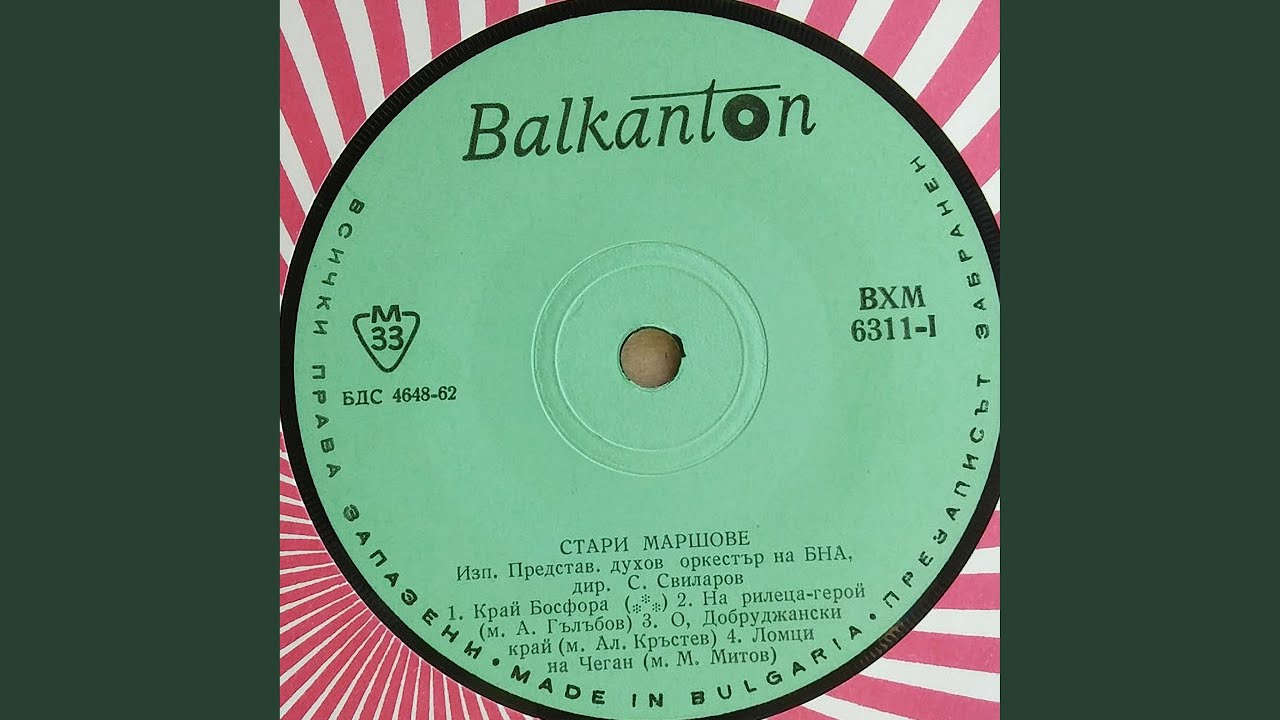 Balkanton
ВСИЧКИ ПРАВА ЗАПАЗЕНИ • MADE IN BULGARIA • ПРЕЗАПИСЪТ ЗАБРАНЕН
М
33
БДС 4648-62
ВХМ
6311-I
СТАРИ МАРШОВЕ
Изп. Представ. духов оркестър на БНА,
дир. С. Свиларов
1. Край Босфора (⁂) 2. На рилеца-герой
(м. А. Гълъбов) 3. О, Добруджански
край (м. Ал. Кръстев) 4. Ломци
на Чеган (м. М. Митов)